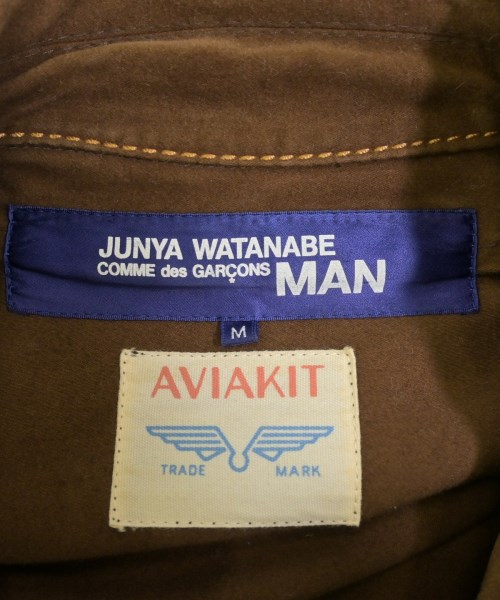 JUNYA WATANABE
COMME des GARÇONS MAN
*
M
AVIAKIT
TRADE MARK